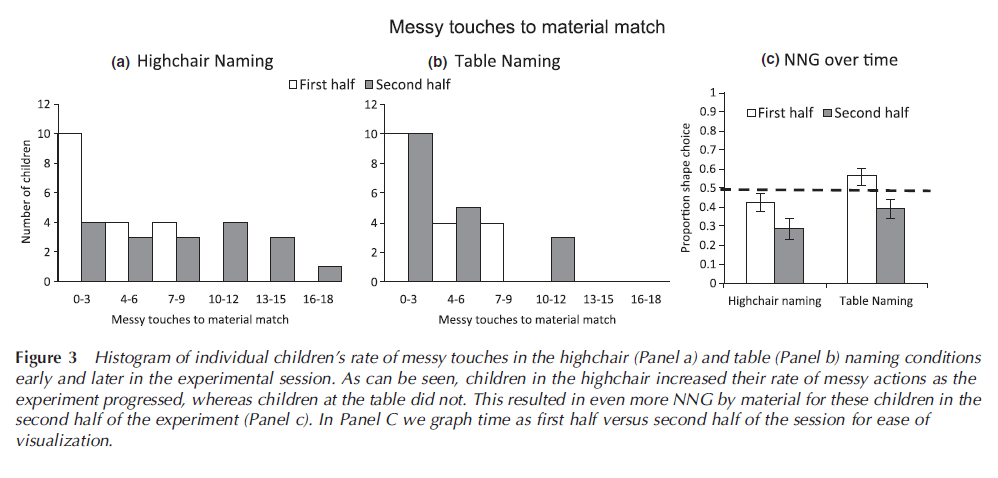 Messy touches to material match
(a) Highchair Naming
(b) Table Naming
(c) NNG over time
First half Second half
Number of children
12
10
8
6
4
2
0
0-3 4-6 7-9 10-12 13-15 16-18
Messy touches to material match
12
10
8
6
4
2
0
0-3 4-6 7-9 10-12 13-15 16-18
Messy touches to material match
First half Second half
Proportion shape choice
1
0.9
0.8
0.7
0.6
0.5
0.4
0.3
0.2
0.1
0
Highchair naming Table Naming
Figure 3 Histogram of individual children's rate of messy touches in the highchair (Panel a) and table (Panel b) naming conditions
early and later in the experimental session. As can be seen, children in the highchair increased their rate of messy actions as the
experiment progressed, whereas children at the table did not. This resulted in even more NNG by material for these children in the
second half of the experiment (Panel c). In Panel C we graph time as first half versus second half of the session for ease of
visualization.